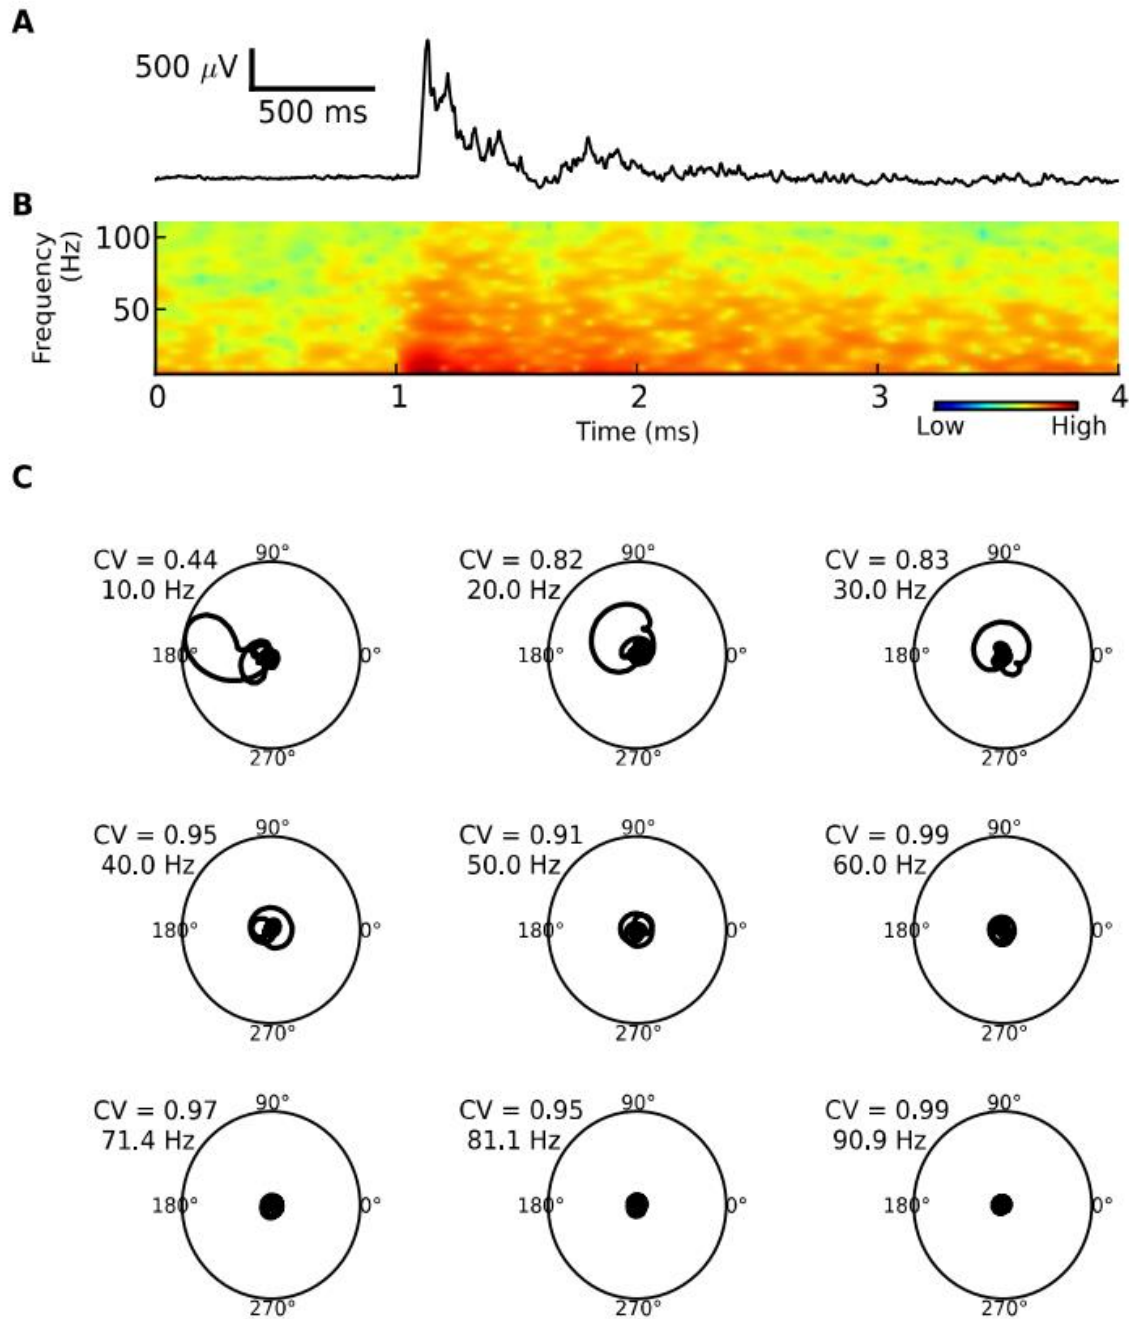 A
500 μV
500 ms
B
Frequency
(Hz)
100
50
0 1 2 3 4
Time (ms)
Low High
C
CV = 0.44
10.0 Hz
90°
180° 0°
270°
CV = 0.82
20.0 Hz
90°
180° 0°
270°
CV = 0.83
30.0 Hz
90°
180° 0°
270°
CV = 0.95
40.0 Hz
90°
180° 0°
270°
CV = 0.91
50.0 Hz
90°
180° 0°
270°
CV = 0.99
60.0 Hz
90°
180° 0°
270°
CV = 0.97
71.4 Hz
90°
180° 0°
270°
CV = 0.95
81.1 Hz
90°
180° 0°
270°
CV = 0.99
90.9 Hz
90°
180° 0°
270°